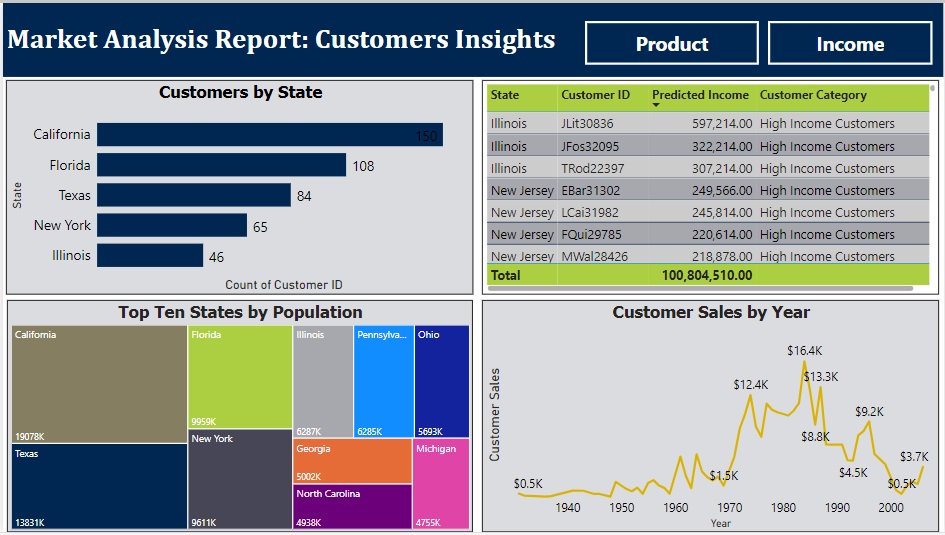 Market Analysis Report: Customers Insights
Product
Income
Customers by State
State
California 150
Florida 108
Texas 84
New York 65
Illinois 46
Count of Customer ID
State Customer ID Predicted Income Customer Category
Illinois JLit30836 597,214.00 High Income Customers
Illinois JFos32095 322,214.00 High Income Customers
Illinois TRod22397 307,214.00 High Income Customers
New Jersey EBar31302 249,566.00 High Income Customers
New Jersey LCai31982 245,814.00 High Income Customers
New Jersey FQui29785 220,614.00 High Income Customers
New Jersey MWal28426 218,878.00 High Income Customers
Total 100,804,510.00
Top Ten States by Population
California
19078K
Texas
13831K
Florida
9959K
New York
9611K
Illinois
6287K
Pennsylva...
6285K
Ohio
5693K
Georgia
5002K
North Carolina
4938K
Michigan
4755K
Customer Sales by Year
Customer Sales
$0.5K
$1.5K
$12.4K
$16.4K
$13.3K
$8.8K
$4.5K
$9.2K
$0.5K
$3.7K
1940 1950 1960 1970 1980 1990 2000
Year